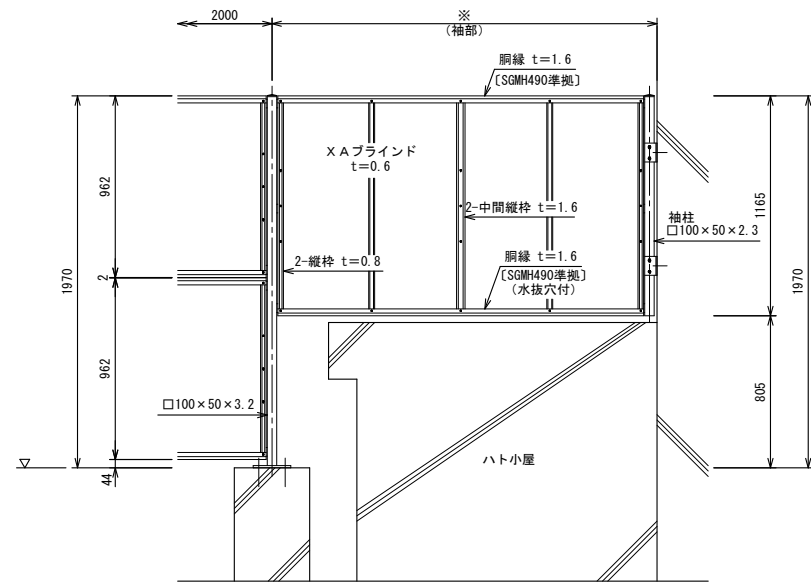 2000
※
(袖部)
胴縁 t=1.6
〔SGMH490準拠〕
XAブラインド
t=0.6
2-中間縦枠 t=1.6
袖柱
□100×50×2.3
胴縁 t=1.6
〔SGMH490準拠〕
(水抜穴付)
2-縦枠 t=0.8
□100×50×3.2
ハト小屋
1970
962
2
962
44
1165
805
1970